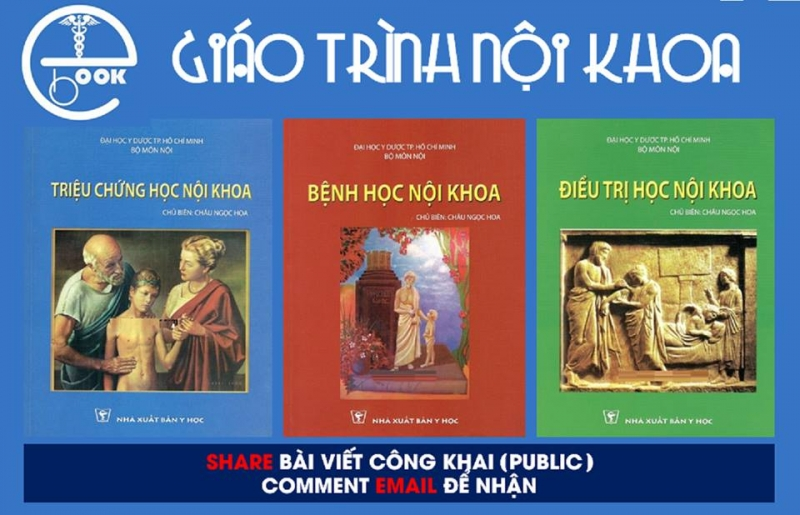 ebook
GIÁO TRÌNH NỘI KHOA
ĐẠI HỌC Y DƯỢC TP. HỒ CHÍ MINH
BỘ MÔN NỘI
TRIỆU CHỨNG HỌC NỘI KHOA
CHỦ BIÊN: CHÂU NGỌC HOA
NHÀ XUẤT BẢN Y HỌC
ĐẠI HỌC Y DƯỢC TP. HỒ CHÍ MINH
BỘ MÔN NỘI
BỆNH HỌC NỘI KHOA
CHỦ BIÊN: CHÂU NGỌC HOA
NHÀ XUẤT BẢN Y HỌC
ĐẠI HỌC Y DƯỢC TP. HỒ CHÍ MINH
BỘ MÔN NỘI
ĐIỀU TRỊ HỌC NỘI KHOA
CHỦ BIÊN: CHÂU NGỌC HOA
NHÀ XUẤT BẢN Y HỌC
SHARE BÀI VIẾT CÔNG KHAI (PUBLIC)
COMMENT EMAIL ĐỂ NHẬN